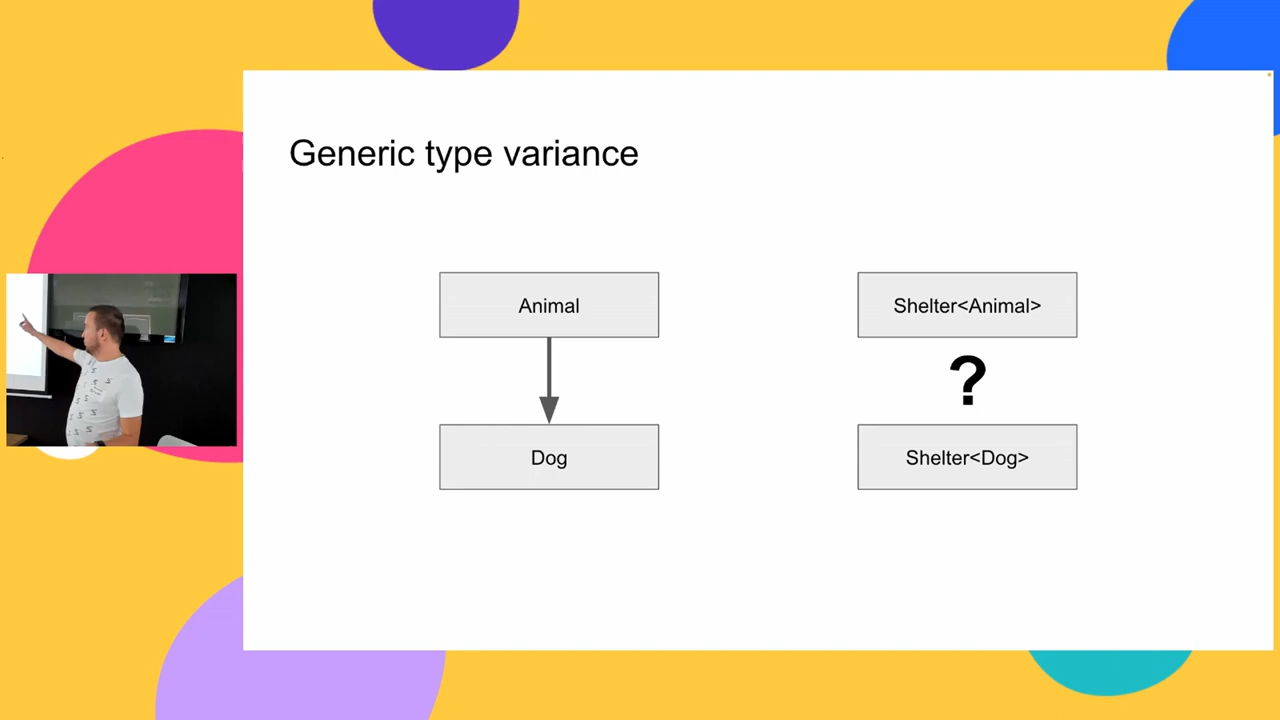 Generic type variance
Animal
Shelter<Animal>
?
Dog
Shelter<Dog>